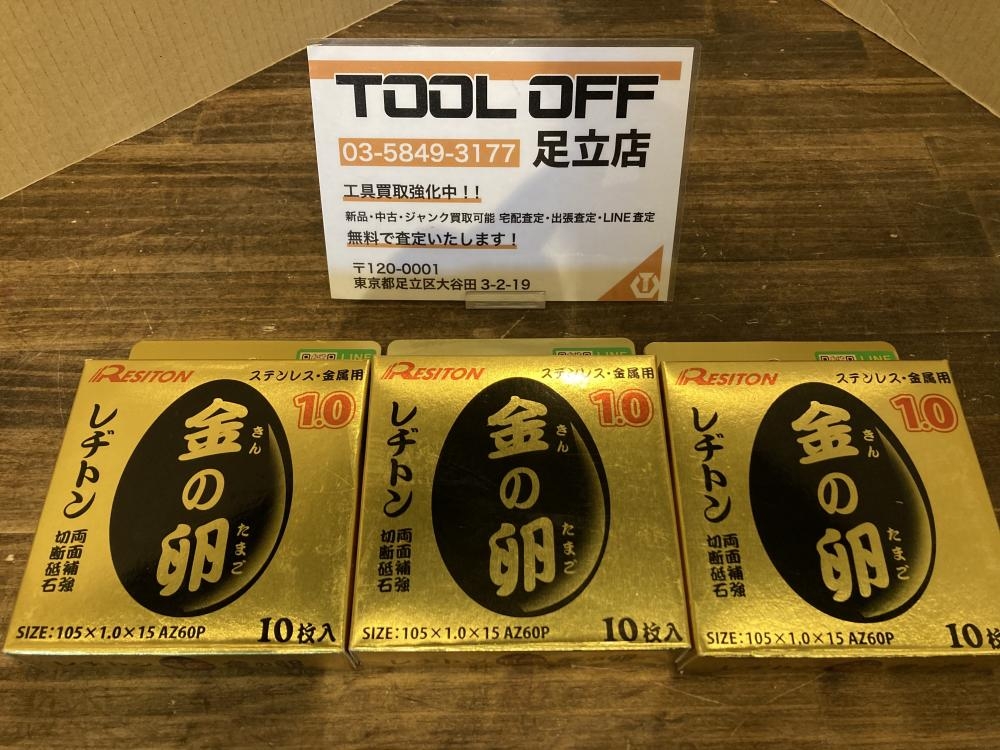 TOOL OFF
03-5849-3177 足立店
工具買取強化中！！
新品・中古・ジャンク買取可能 宅配査定・出張査定・LINE査定
無料で査定いたします！
〒120-0001
東京都足立区大谷田 3-2-19
LINE
RESITON
ステンレス・金属用
1.0
レヂトン
金の卵
きん
たまご
両面補強
切断砥石
SIZE:105×1.0×15 AZ60P
10枚入
LINE
RESITON
ステンレス・金属用
1.0
レヂトン
金の卵
きん
たまご
両面補強
切断砥石
SIZE:105×1.0×15 AZ60P
10枚入
LINE
RESITON
ステンレス・金属用
1.0
レヂトン
金の卵
きん
たまご
両面補強
切断砥石
SIZE:105×1.0×15 AZ60P
10枚